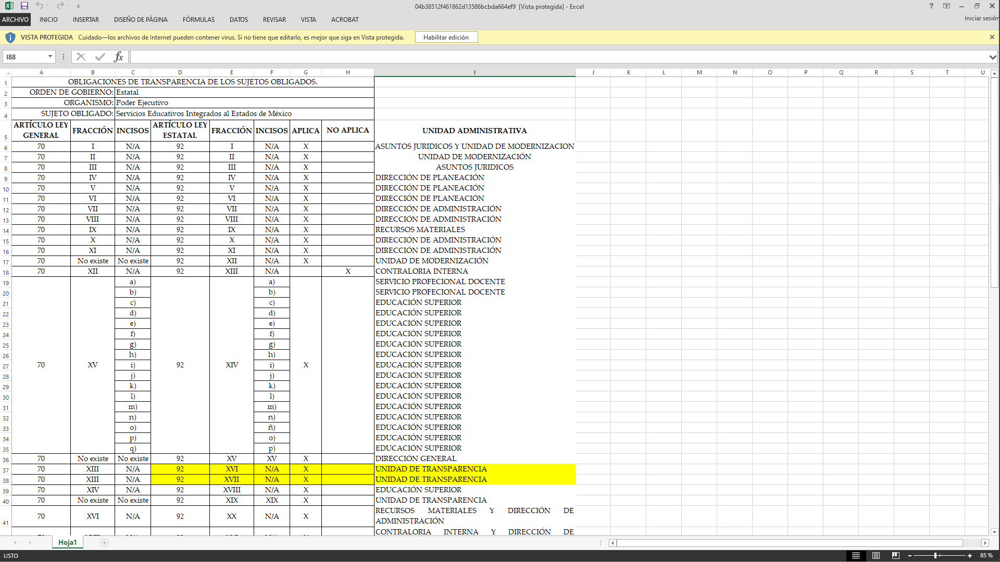 04b38512f461862d13586bcbda664ef9 [Vista protegida] - Excel
ARCHIVO INICIO INSERTAR DISEÑO DE PÁGINA FÓRMULAS DATOS REVISAR VISTA ACROBAT Iniciar sesión
VISTA PROTEGIDA Cuidado—los archivos de Internet pueden contener virus. Si no tiene que editarlo, es mejor que siga en Vista protegida. Habilitar edición
I88 fx
A B C D E F G H I J K L M N O P Q R S T U
1 OBLIGACIONES DE TRANSPARENCIA DE LOS SUJETOS OBLIGADOS.
2 ORDEN DE GOBIERNO: Estatal
3 ORGANISMO: Poder Ejecutivo
4 SUJETO OBLIGADO: Servicios Educativos Integrados al Estados de México
5 ARTÍCULO LEY GENERAL FRACCIÓN INCISOS ARTÍCULO LEY ESTATAL FRACCIÓN INCISOS APLICA NO APLICA UNIDAD ADMINISTRATIVA
6 70 I N/A 92 I N/A X ASUNTOS JURIDICOS Y UNIDAD DE MODERNIZACION
7 70 II N/A 92 II N/A X UNIDAD DE MODERNIZACIÓN
8 70 III N/A 92 III N/A X ASUNTOS JURIDICOS
9 70 IV N/A 92 IV N/A X DIRECCIÓN DE PLANEACIÓN
10 70 V N/A 92 V N/A X DIRECCIÓN DE PLANEACIÓN
11 70 VI N/A 92 VI N/A X DIRECCIÓN DE PLANEACIÓN
12 70 VII N/A 92 VII N/A X DIRECCIÓN DE ADMINISTRACIÓN
13 70 VIII N/A 92 VIII N/A X DIRECCIÓN DE ADMINISTRACIÓN
14 70 IX N/A 92 IX N/A X RECURSOS MATERIALES
15 70 X N/A 92 X N/A X DIRECCIÓN DE ADMINISTRACIÓN
16 70 XI N/A 92 XI N/A X DIRECCIÓN DE ADMINISTRACIÓN
17 70 No existe No existe 92 XII N/A X UNIDAD DE MODERNIZACIÓN
18 70 XII N/A 92 XIII N/A X CONTRALORIA INTERNA
19 a) a) SERVICIO PROFECIONAL DOCENTE
20 b) b) SERVICIO PROFECIONAL DOCENTE
21 c) c) EDUCACIÓN SUPERIOR
22 d) d) EDUCACIÓN SUPERIOR
23 e) e) EDUCACIÓN SUPERIOR
24 f) f) EDUCACIÓN SUPERIOR
25 g) g) EDUCACIÓN SUPERIOR
26 h) h) EDUCACIÓN SUPERIOR
27 70 XV i) 92 XIV i) X EDUCACIÓN SUPERIOR
28 j) j) EDUCACIÓN SUPERIOR
29 k) k) EDUCACIÓN SUPERIOR
30 l) l) EDUCACIÓN SUPERIOR
31 m) m) EDUCACIÓN SUPERIOR
32 n) n) EDUCACIÓN SUPERIOR
33 o) ñ) EDUCACIÓN SUPERIOR
34 p) o) EDUCACIÓN SUPERIOR
35 q) p) EDUCACIÓN SUPERIOR
36 70 No existe No existe 92 XV XV X DIRECCIÓN GENERAL
37 70 XIII N/A 92 XVI N/A X UNIDAD DE TRANSPARENCIA
38 70 XIII N/A 92 XVII N/A X UNIDAD DE TRANSPARENCIA
39 70 XIV N/A 92 XVIII N/A X EDUCACIÓN SUPERIOR
40 70 No existe No existe 92 XIX XIX X UNIDAD DE TRANSPARENCIA
41 70 XVI N/A 92 XX N/A X RECURSOS MATERIALES Y DIRECCIÓN DE
ADMINISTRACIÓN
CONTRALORIA INTERNA Y DIRECCIÓN DE
Hoja1
LISTO 85 %